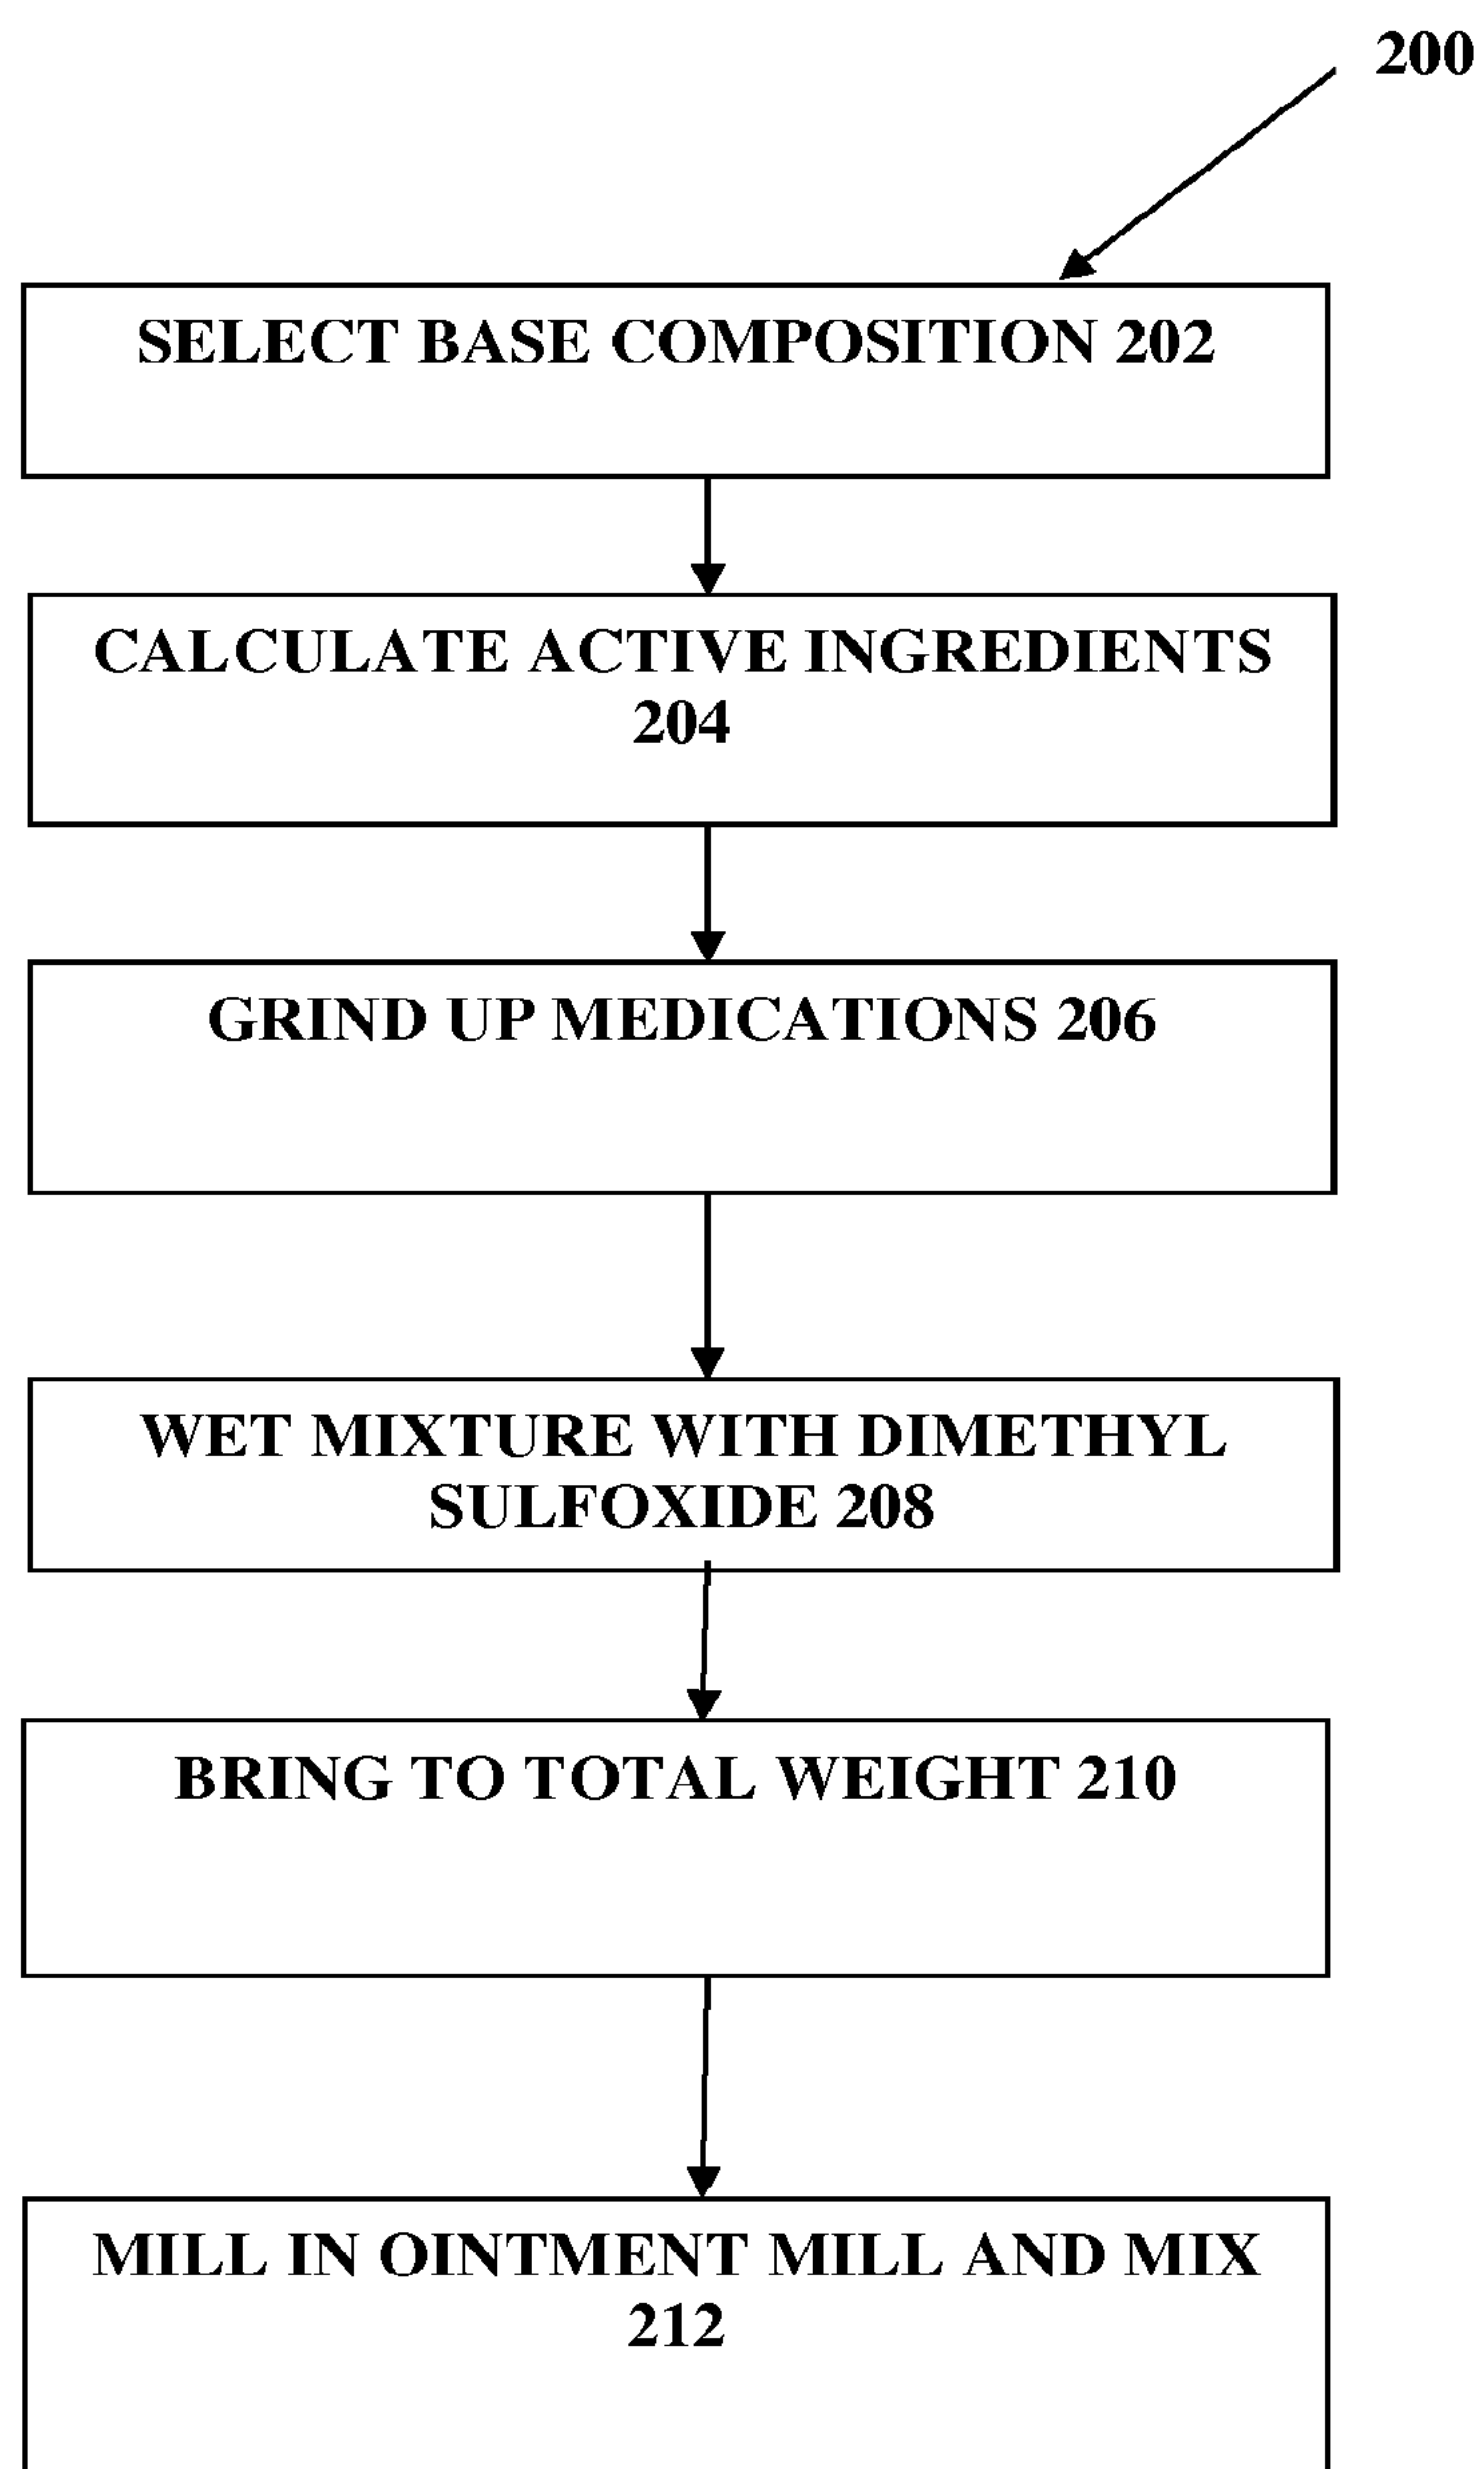 200
SELECT BASE COMPOSITION 202
CALCULATE ACTIVE INGREDIENTS
204
GRIND UP MEDICATIONS 206
WET MIXTURE WITH DIMETHYL
SULFOXIDE 208
BRING TO TOTAL WEIGHT 210
MILL IN OINTMENT MILL AND MIX
212